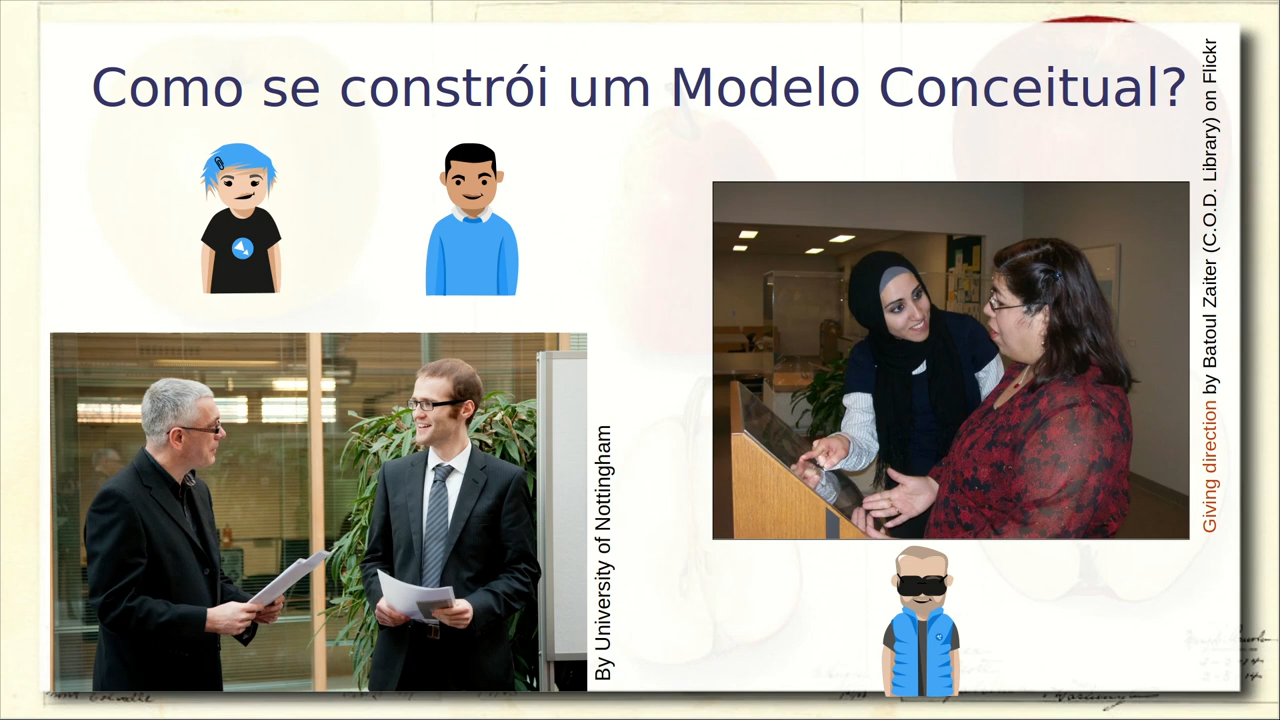 Como se constrói um Modelo Conceitual?
Giving direction by Batoul Zaiter (C.O.D. Library) on Flickr
By University of Nottingham